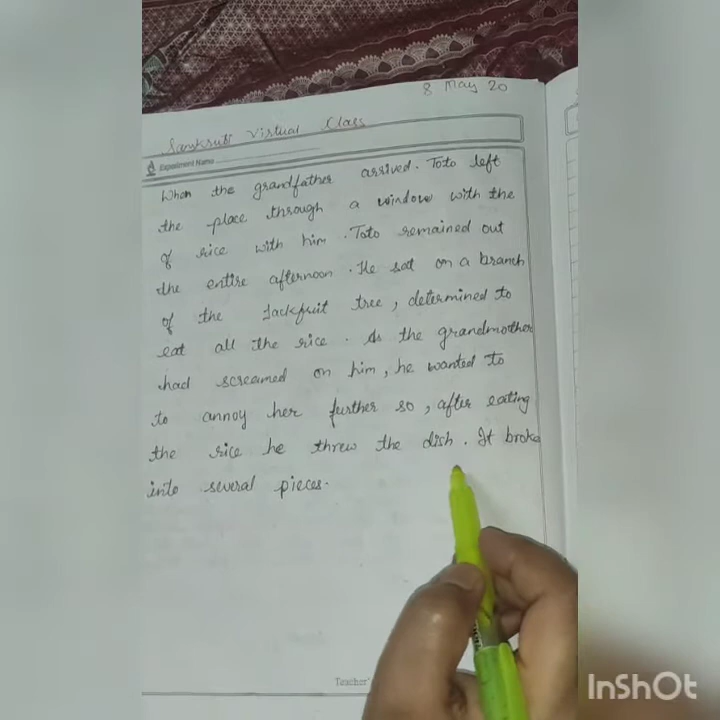 8 May 20
Sanskruti Virtual Class
Experiment Name
When the grandfather arrived. Toto left
the place through a window with the
of rice with him. Toto remained out
the entire afternoon. He sat on a branch
of the Jackfruit tree, determined to
eat all the rice. As the grandmother
had screamed on him, he wanted to
to annoy her further so, after eating
the rice he threw the dish. It broke
into several pieces.
Teacher'
InShOt